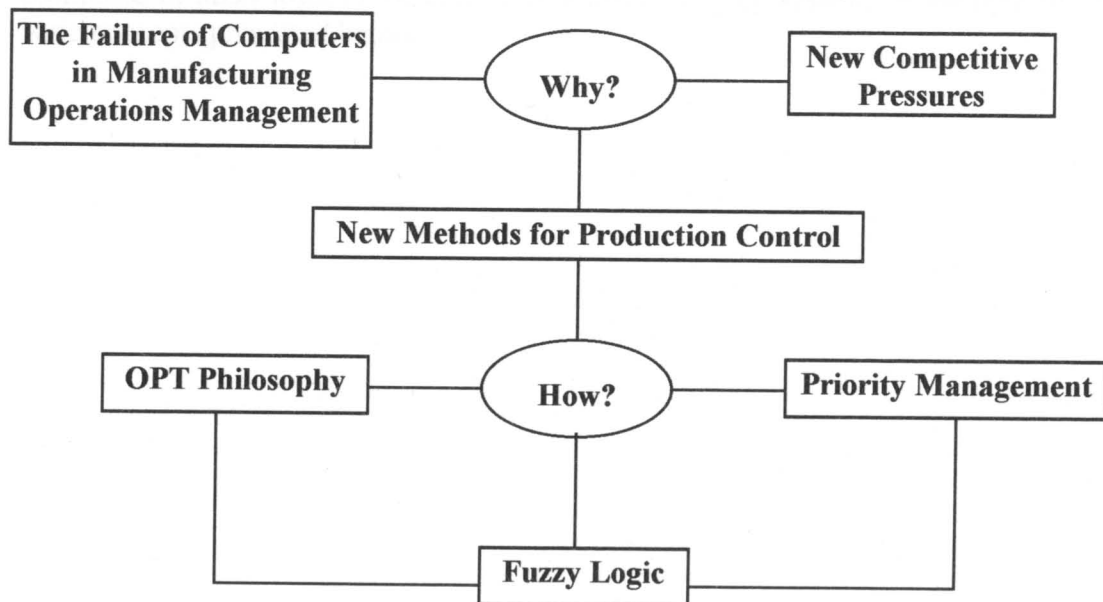 The Failure of Computers
in Manufacturing
Operations Management
Why?
New Competitive
Pressures
New Methods for Production Control
OPT Philosophy
How?
Priority Management
Fuzzy Logic